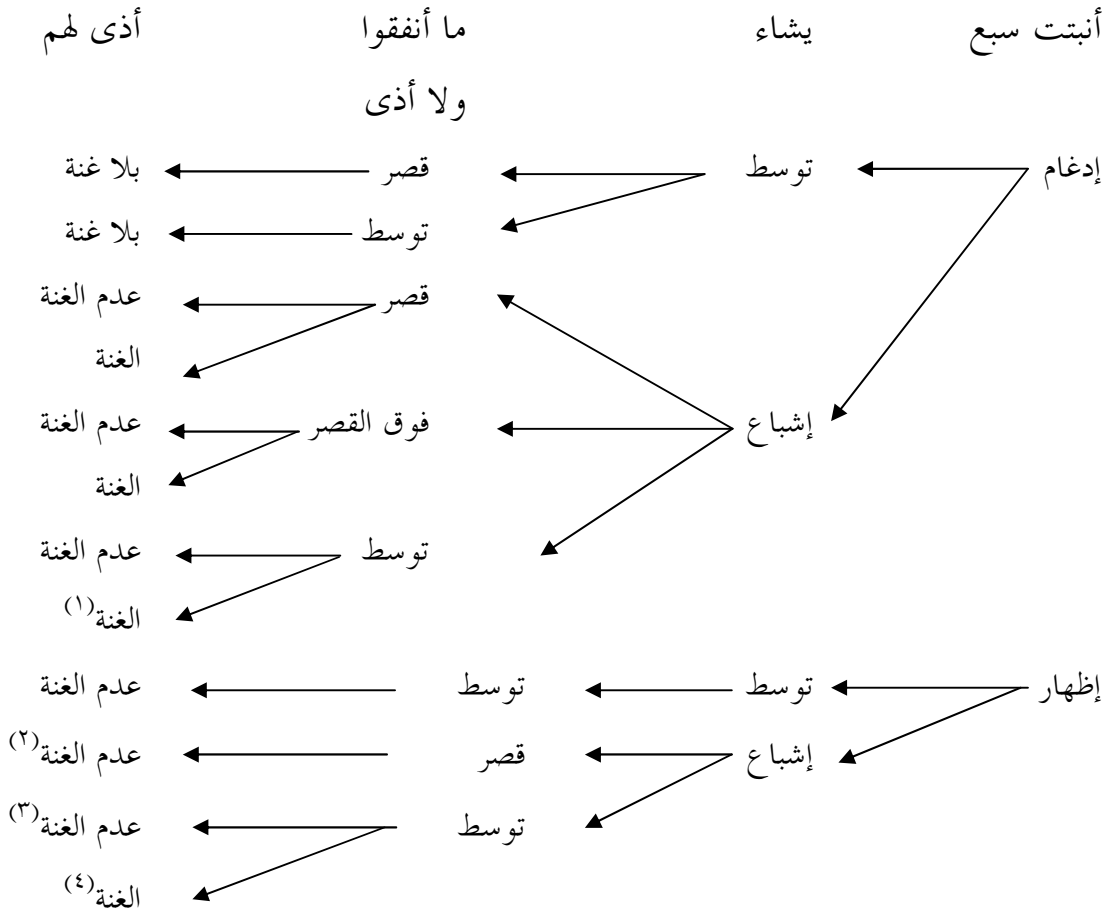 أنبتت سبع يشاء ما أنفقوا أذى لهم
ولا أذى
إدغام توسط قصر بلا غنة
توسط بلا غنة
قصر عدم الغنة
الغنة
إشباع فوق القصر عدم الغنة
الغنة
توسط عدم الغنة
الغنة(١)
إظهار توسط توسط عدم الغنة
إشباع قصر عدم الغنة(٢)
توسط عدم الغنة(٣)
الغنة(٤)